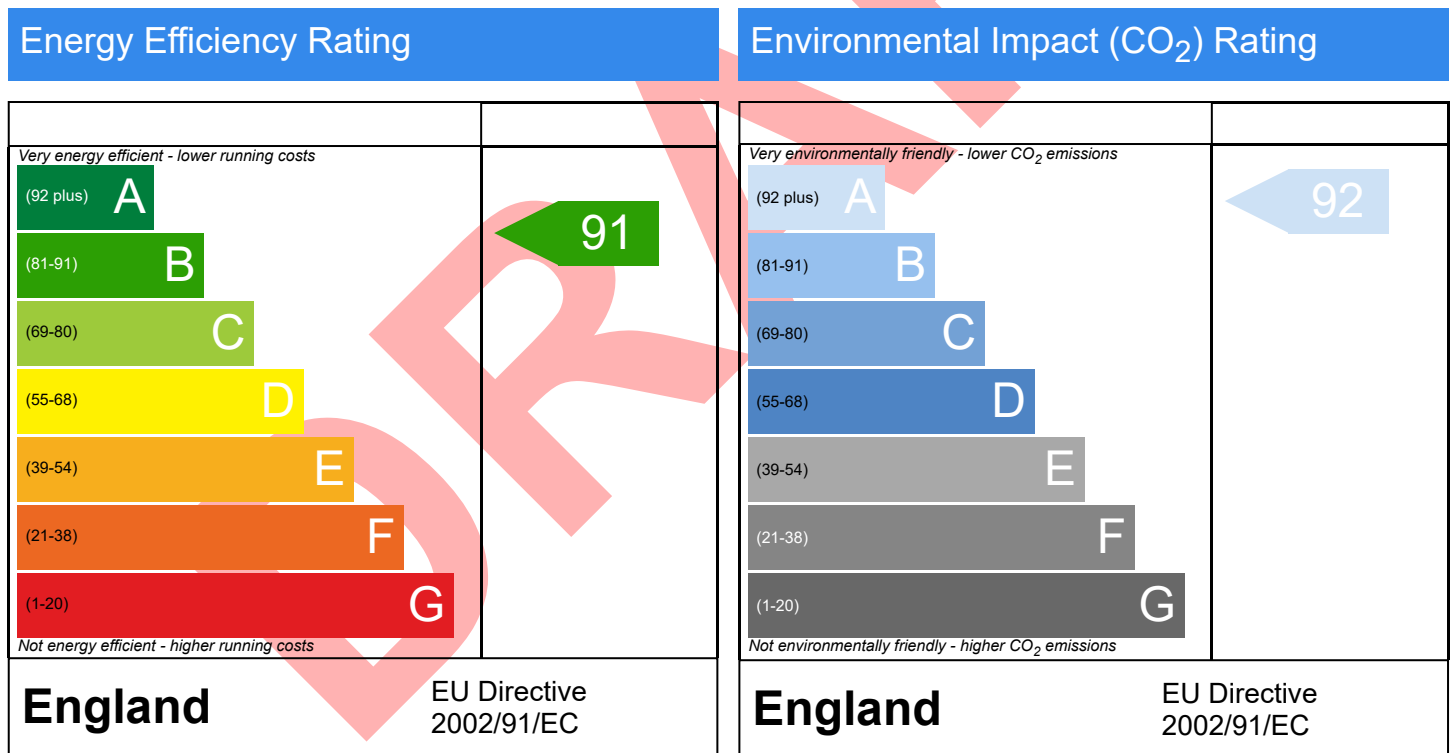 Energy Efficiency Rating
Very energy efficient - lower running costs
(92 plus) A
(81-91) B
(69-80) C
(55-68) D
(39-54) E
(21-38) F
(1-20) G
Not energy efficient - higher running costs
91
England
EU Directive
2002/91/EC
Environmental Impact (CO₂) Rating
Very environmentally friendly - lower CO₂ emissions
(92 plus) A
(81-91) B
(69-80) C
(55-68) D
(39-54) E
(21-38) F
(1-20) G
Not environmentally friendly - higher CO₂ emissions
92
England
EU Directive
2002/91/EC